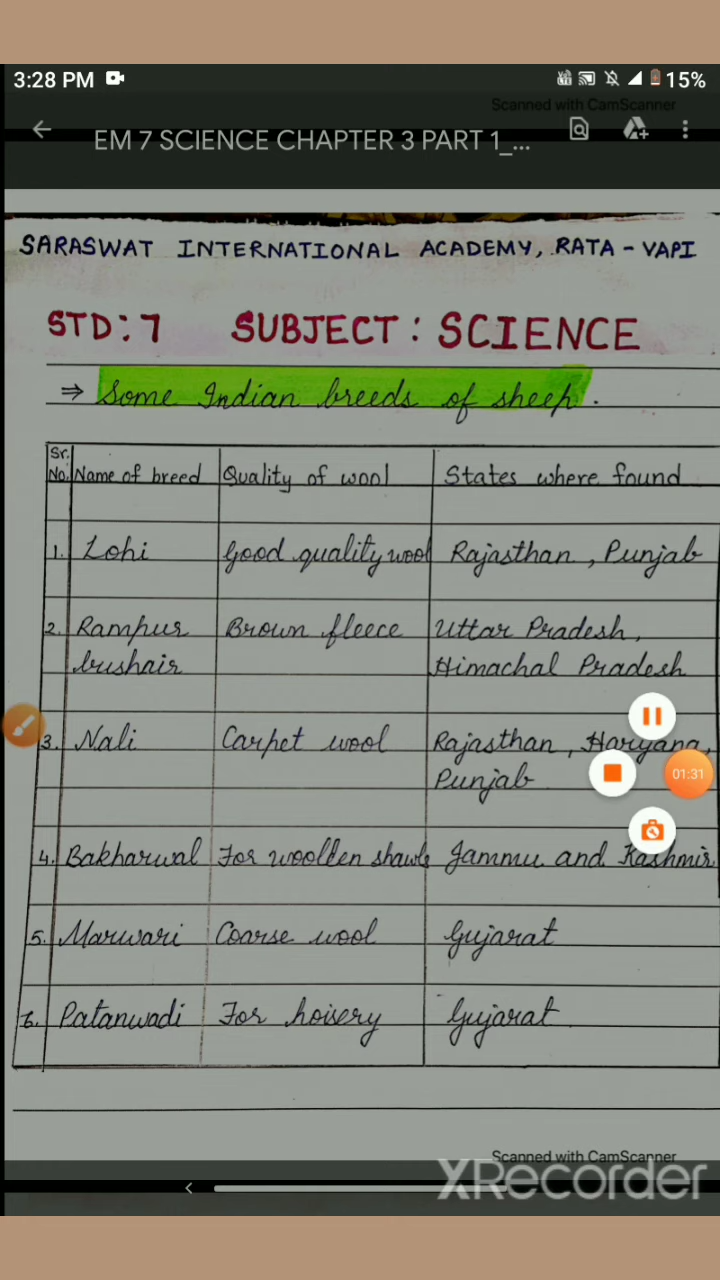 3:28 PM 15%
Scanned with CamScanner
EM 7 SCIENCE CHAPTER 3 PART 1_...
SARASWAT INTERNATIONAL ACADEMY, RATA - VAPI
STD: 7 SUBJECT: SCIENCE
⇒ Some Indian breeds of sheep.
Sr. No. Name of breed Quality of wool States where found
1. Lohi Good quality wool Rajasthan, Punjab
2. Rampur Brown fleece Uttar Pradesh,
bushair Himachal Pradesh
3. Nali Carpet wool Rajasthan, Haryana,
Punjab
01:31
4. Bakharwal For woollen shawls Jammu and Kashmir
5. Marwari Coarse wool Gujarat
6. Patanwadi For hoisery Gujarat
Scanned with CamScanner
XRecorder